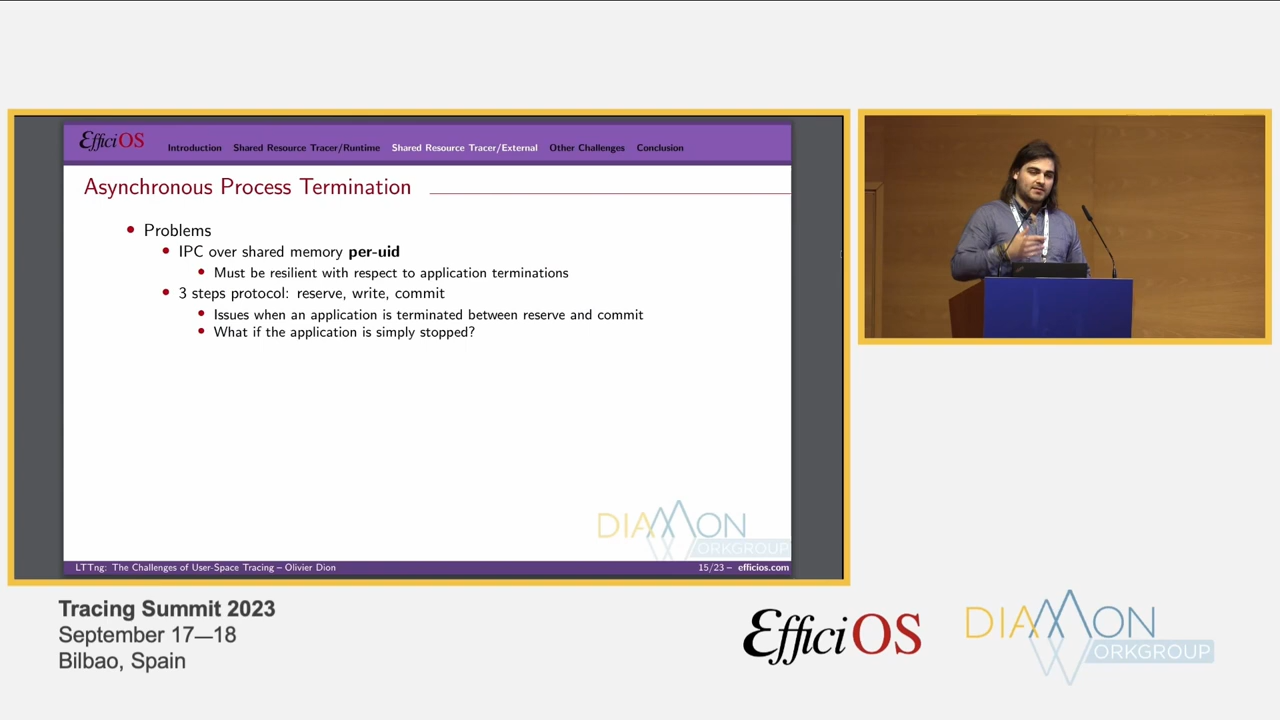 EfficiOS
Introduction Shared Resource Tracer/Runtime Shared Resource Tracer/External Other Challenges Conclusion
Asynchronous Process Termination
Problems
IPC over shared memory per-uid
Must be resilient with respect to application terminations
3 steps protocol: reserve, write, commit
Issues when an application is terminated between reserve and commit
What if the application is simply stopped?
DIAMON
WORKGROUP
LTTng: The Challenges of User-Space Tracing – Olivier Dion
15/23 – efficios.com
Tracing Summit 2023
September 17—18
Bilbao, Spain
EfficiOS
DIAMON
WORKGROUP